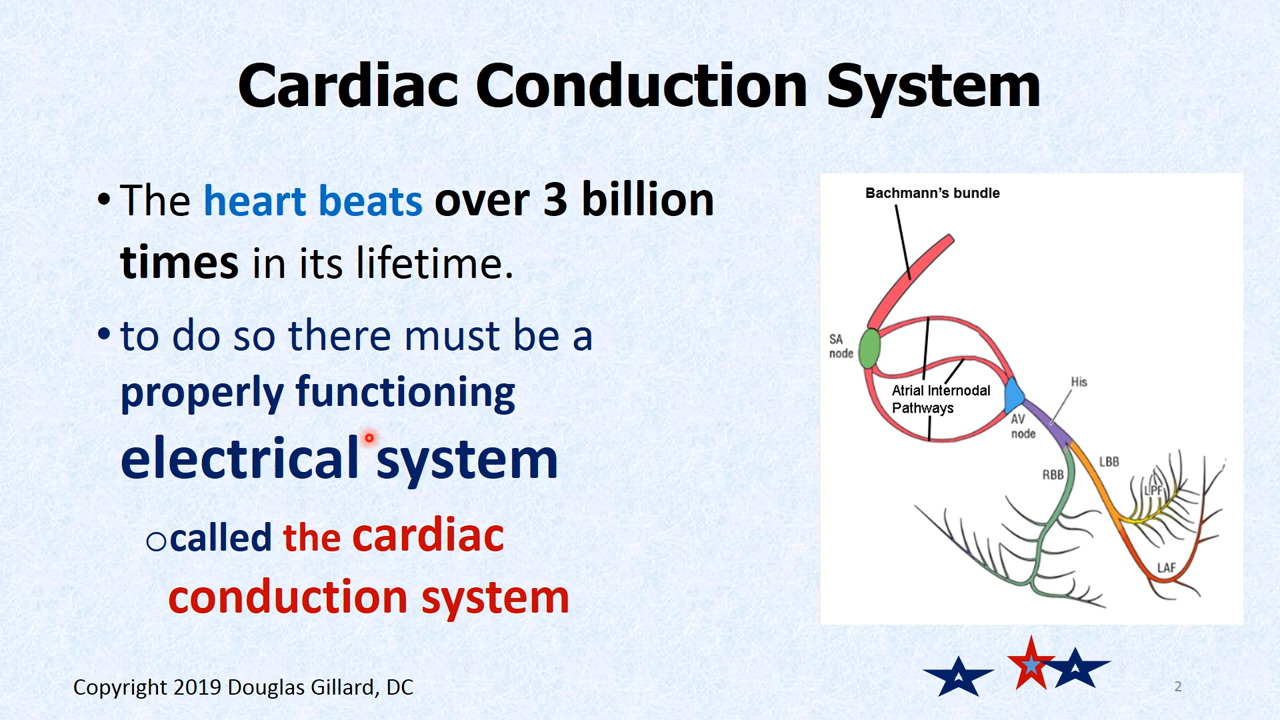 Cardiac Conduction System
• The heart beats over 3 billion
times in its lifetime.
• to do so there must be a
properly functioning
electrical system
○called the cardiac
conduction system
Bachmann's bundle
SA
node
Atrial Internodal
Pathways
His
AV
node
LBB
RBB
LPF
LAF
Copyright 2019 Douglas Gillard, DC
2